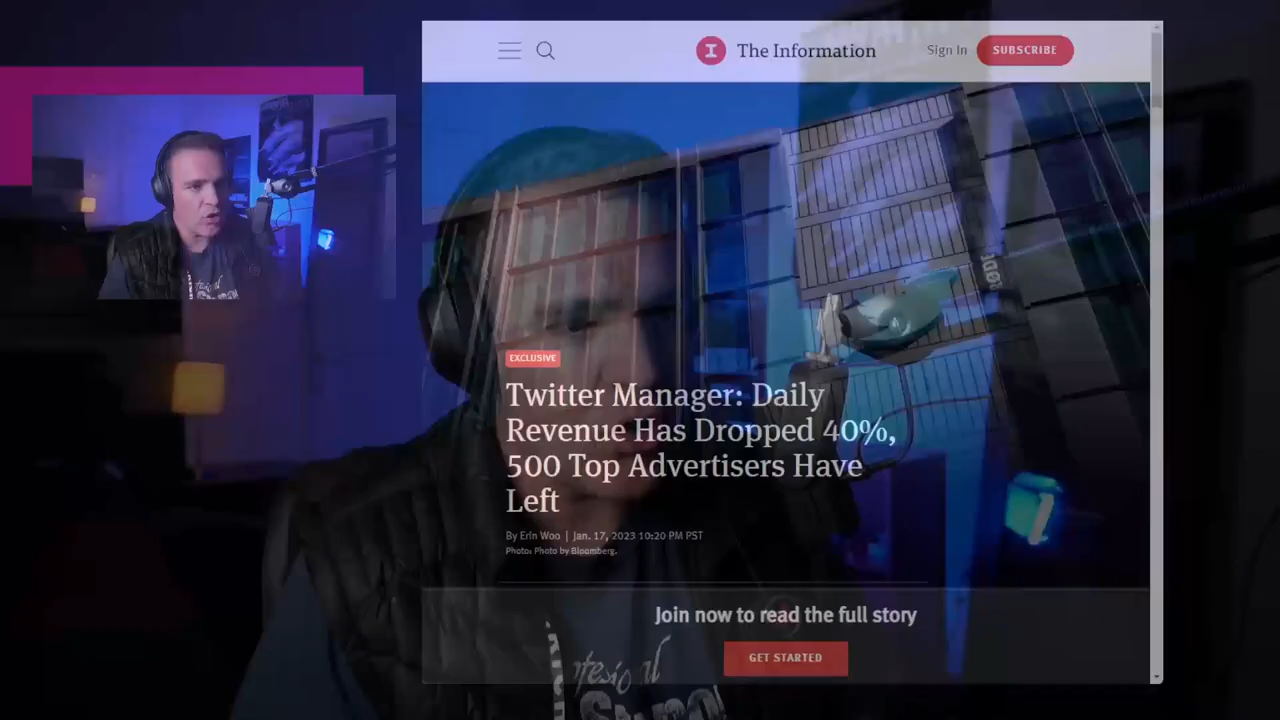 The Information
Sign In
SUBSCRIBE
EXCLUSIVE
Twitter Manager: Daily
Revenue Has Dropped 40%,
500 Top Advertisers Have
Left
By Erin Woo | Jan. 17, 2023 10:20 PM PST
Photo: Photo by Bloomberg.
Join now to read the full story
GET STARTED